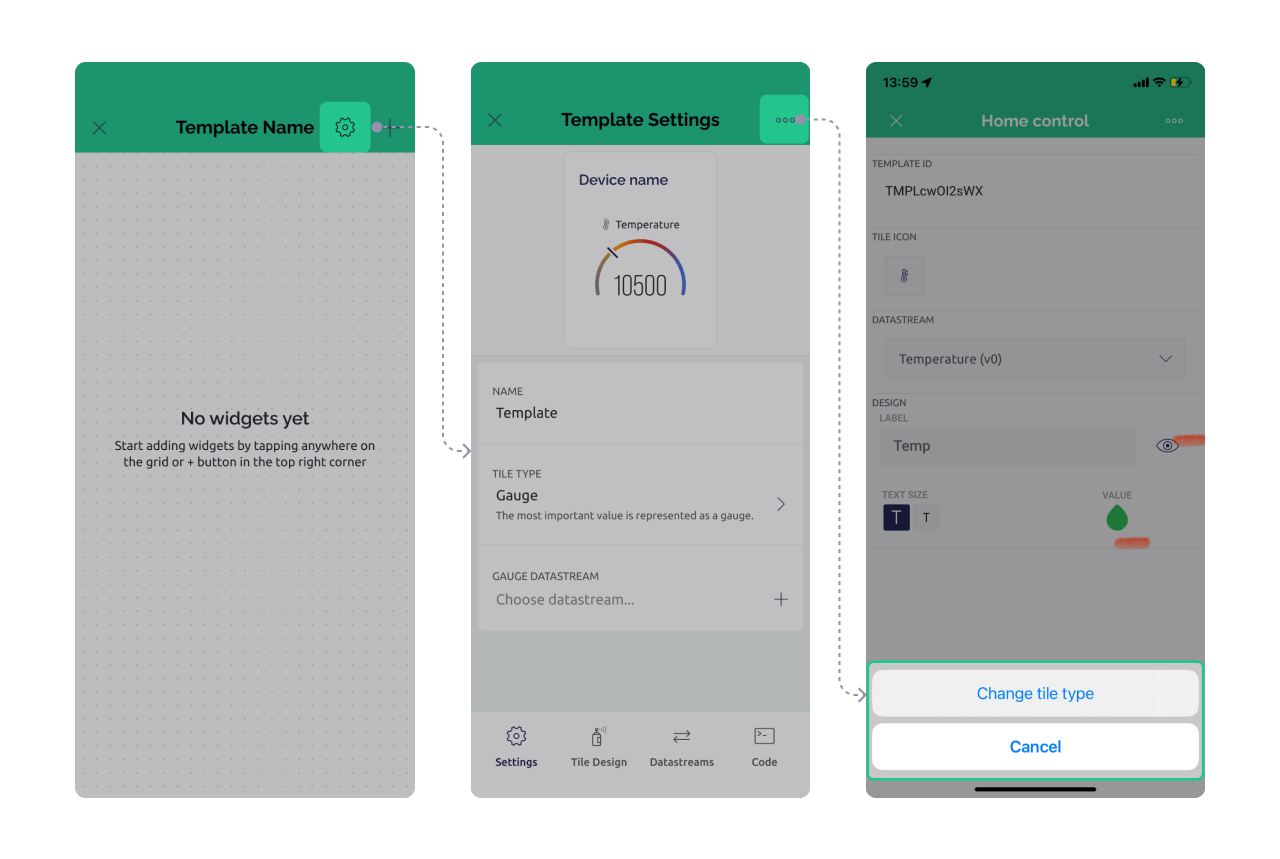 Template Name
No widgets yet
Start adding widgets by tapping anywhere on
the grid or + button in the top right corner
Template Settings
Device name
Temperature
10500
NAME
Template
TILE TYPE
Gauge
The most important value is represented as a gauge.
GAUGE DATASTREAM
Choose datastream...
Settings
Tile Design
Datastreams
Code
13:59
Home control
TEMPLATE ID
TMPLcwOI2sWX
TILE ICON
DATASTREAM
Temperature (v0)
DESIGN
LABEL
Temp
TEXT SIZE
VALUE
T T
Change tile type
Cancel